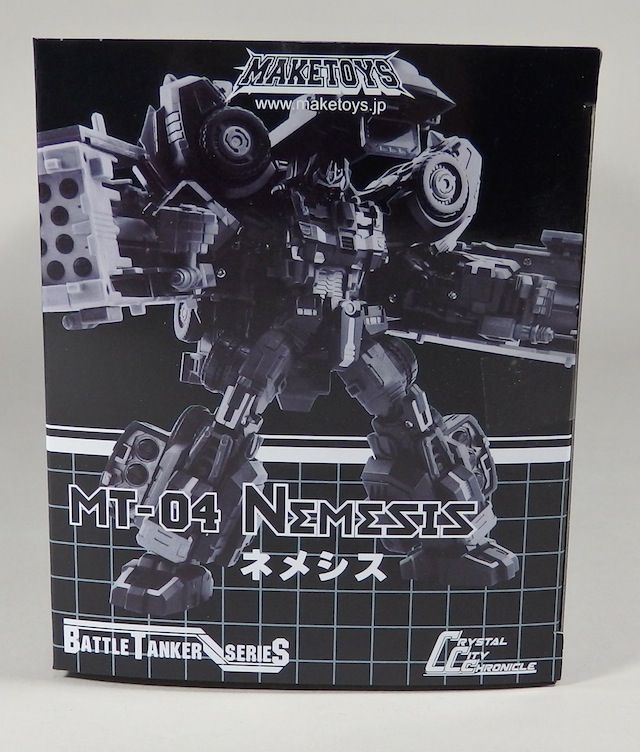 MAKETOYS
www.maketoys.jp
MT-04 NEMESIS
ネメシス
BATTLE TANKER SERIES
CRYSTAL
CITY
CHRONICLE